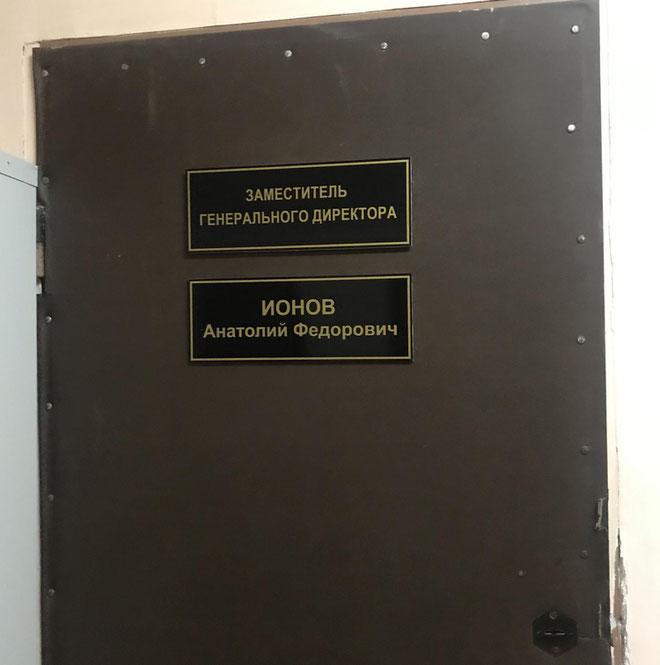 ЗАМЕСТИТЕЛЬ
ГЕНЕРАЛЬНОГО ДИРЕКТОРА
ИОНОВ
Анатолий Федорович